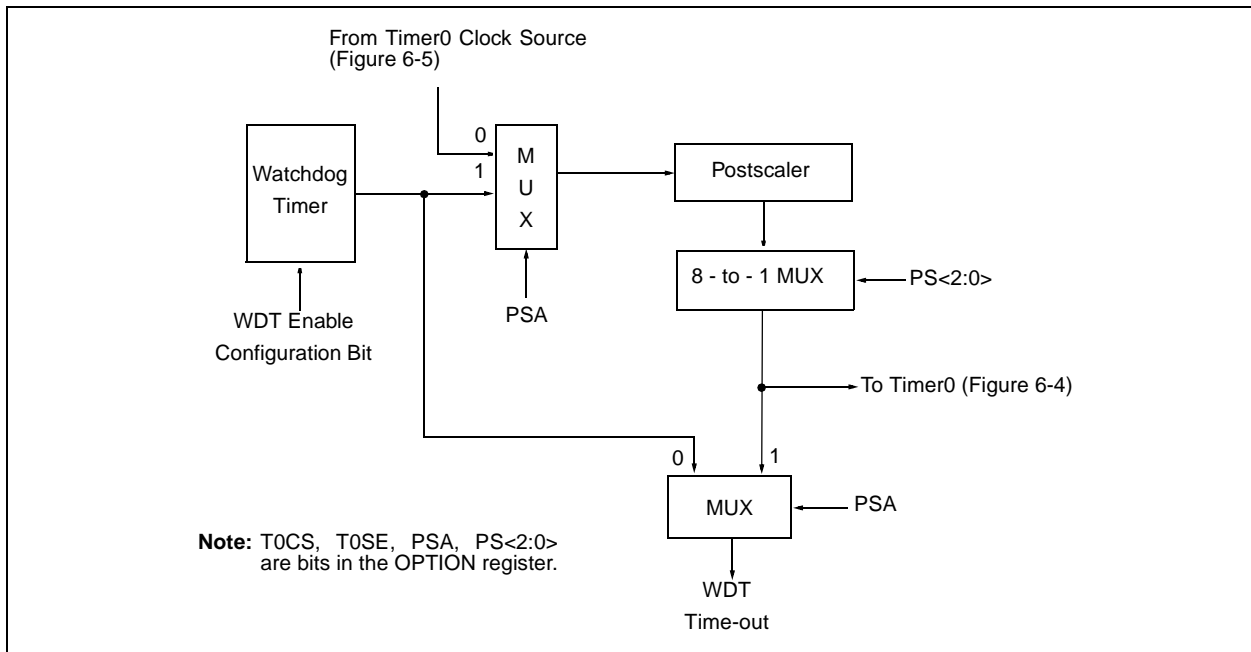 From Timer0 Clock Source
(Figure 6-5)
0
1
M
U
X
Watchdog
Timer
Postscaler
8 - to - 1 MUX
PS<2:0>
PSA
WDT Enable
Configuration Bit
To Timer0 (Figure 6-4)
0
1
MUX
PSA
Note: T0CS, T0SE, PSA, PS<2:0>
are bits in the OPTION register.
WDT
Time-out